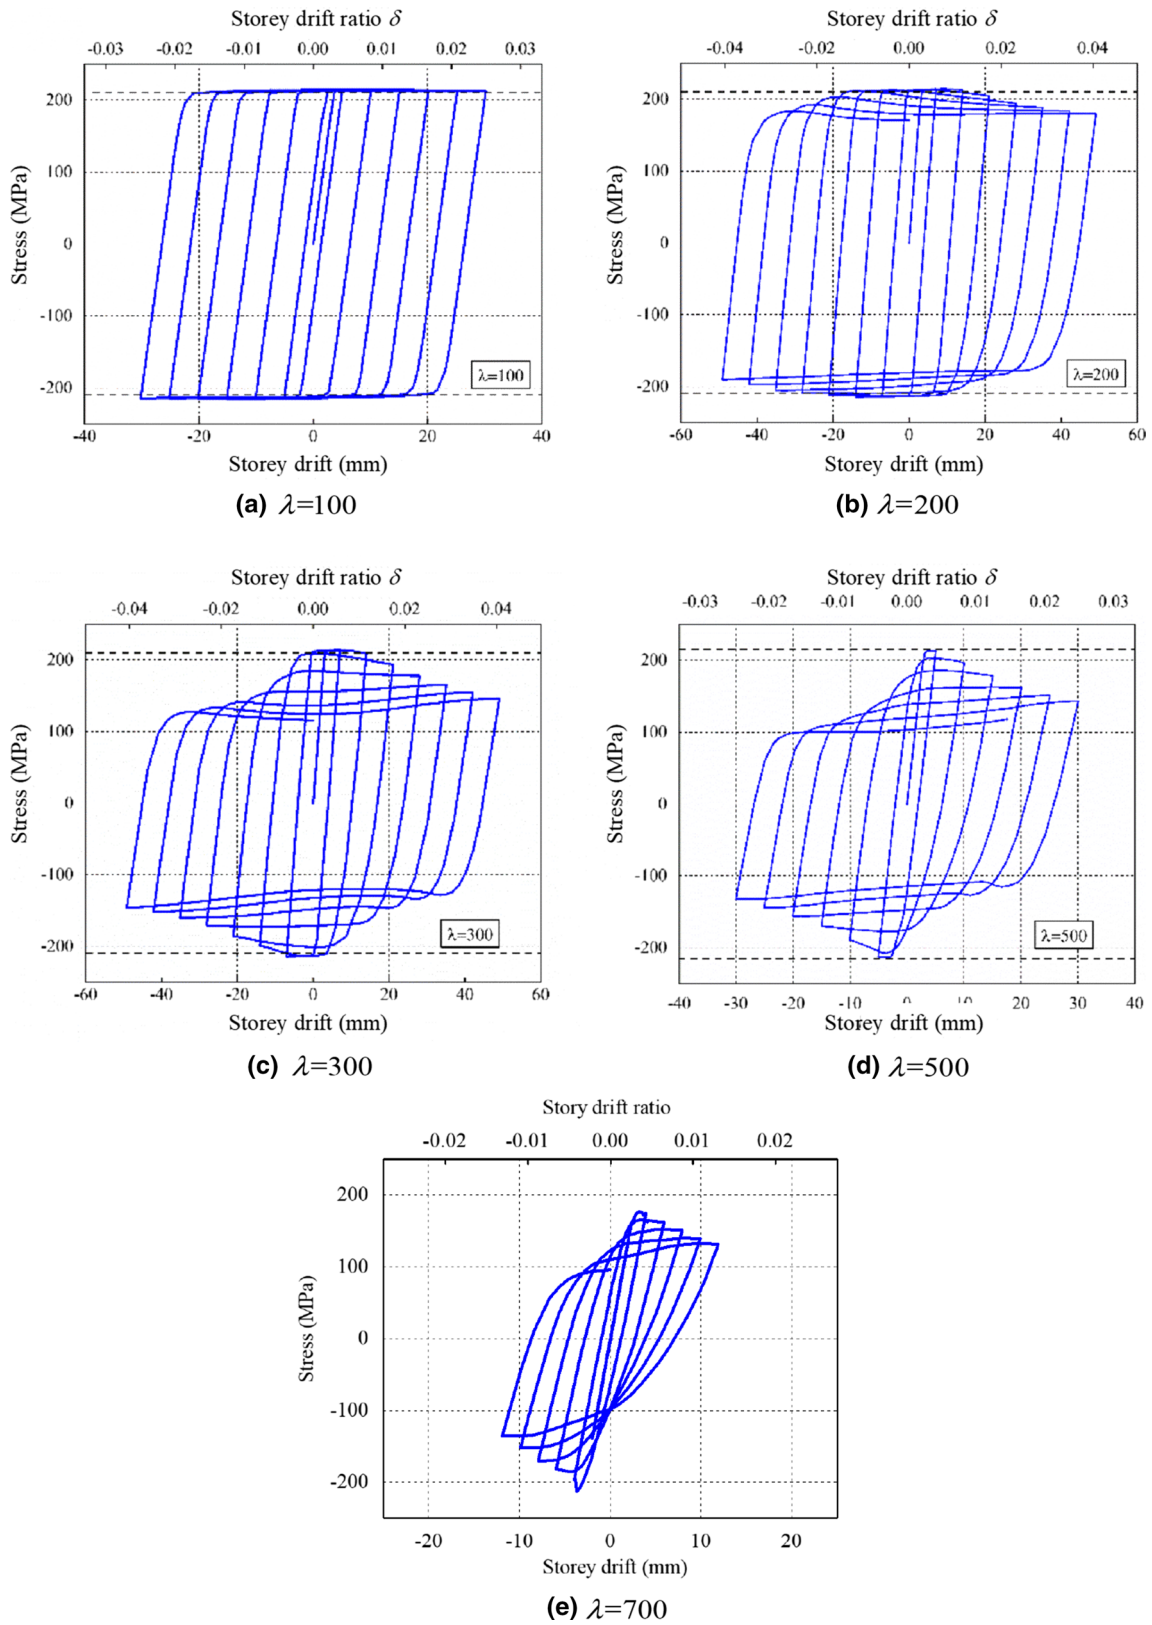 Storey drift ratio δ
-0.03 -0.02 -0.01 0.00 0.01 0.02 0.03
200
100
0
-100
-200
Stress (MPa)
λ=100
-40 -20 0 20 40
Storey drift (mm)
(a) λ=100
Storey drift ratio δ
-0.04 -0.02 0.00 0.02 0.04
200
100
0
-100
-200
Stress (MPa)
λ=200
-60 -40 -20 0 20 40 60
Storey drift (mm)
(b) λ=200
Storey drift ratio δ
-0.04 -0.02 0.00 0.02 0.04
200
100
0
-100
-200
Stress (MPa)
λ=300
-60 -40 -20 0 20 40 60
Storey drift (mm)
(c) λ=300
Storey drift ratio δ
-0.03 -0.02 -0.01 0.00 0.01 0.02 0.03
200
100
0
-100
-200
Stress (MPa)
λ=500
-40 -30 -20 -10 0 10 20 30 40
Storey drift (mm)
(d) λ=500
Story drift ratio
-0.02 -0.01 0.00 0.01 0.02
200
100
0
-100
-200
Stress (MPa)
-20 -10 0 10 20
Storey drift (mm)
(e) λ=700